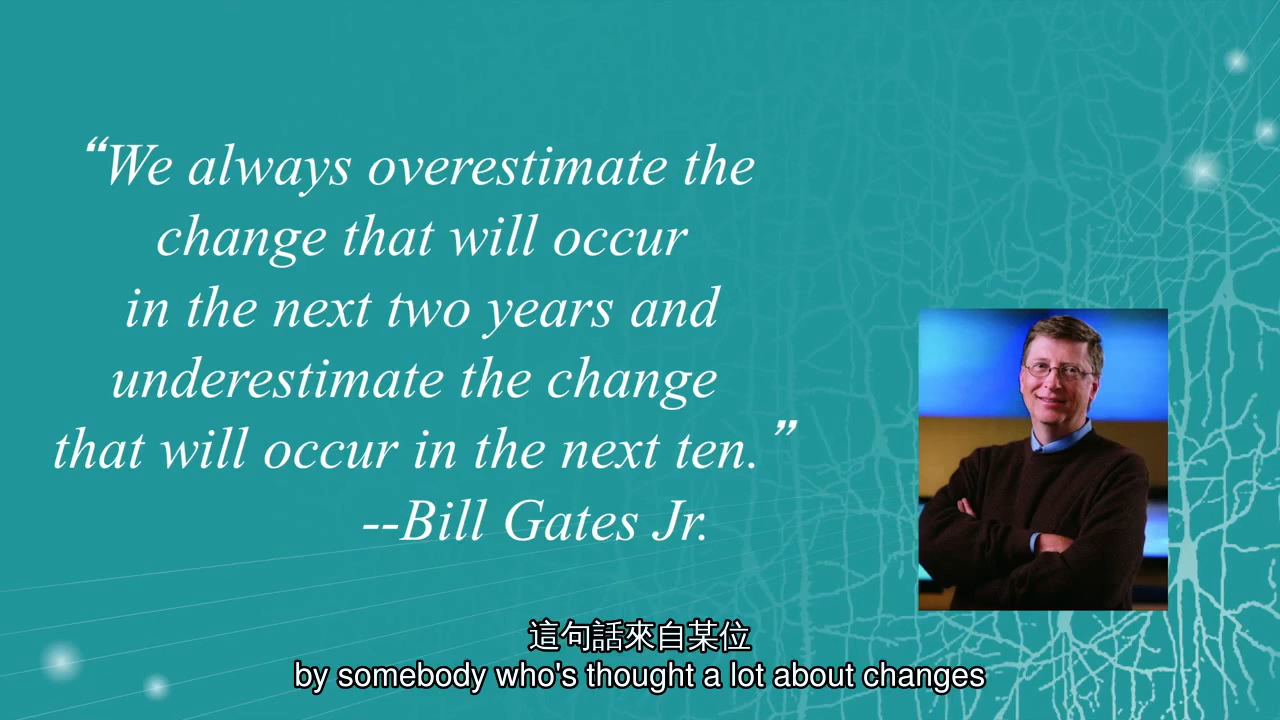 “We always overestimate the
change that will occur
in the next two years and
underestimate the change
that will occur in the next ten.”
--Bill Gates Jr.
這句話來自某位
by somebody who's thought a lot about changes